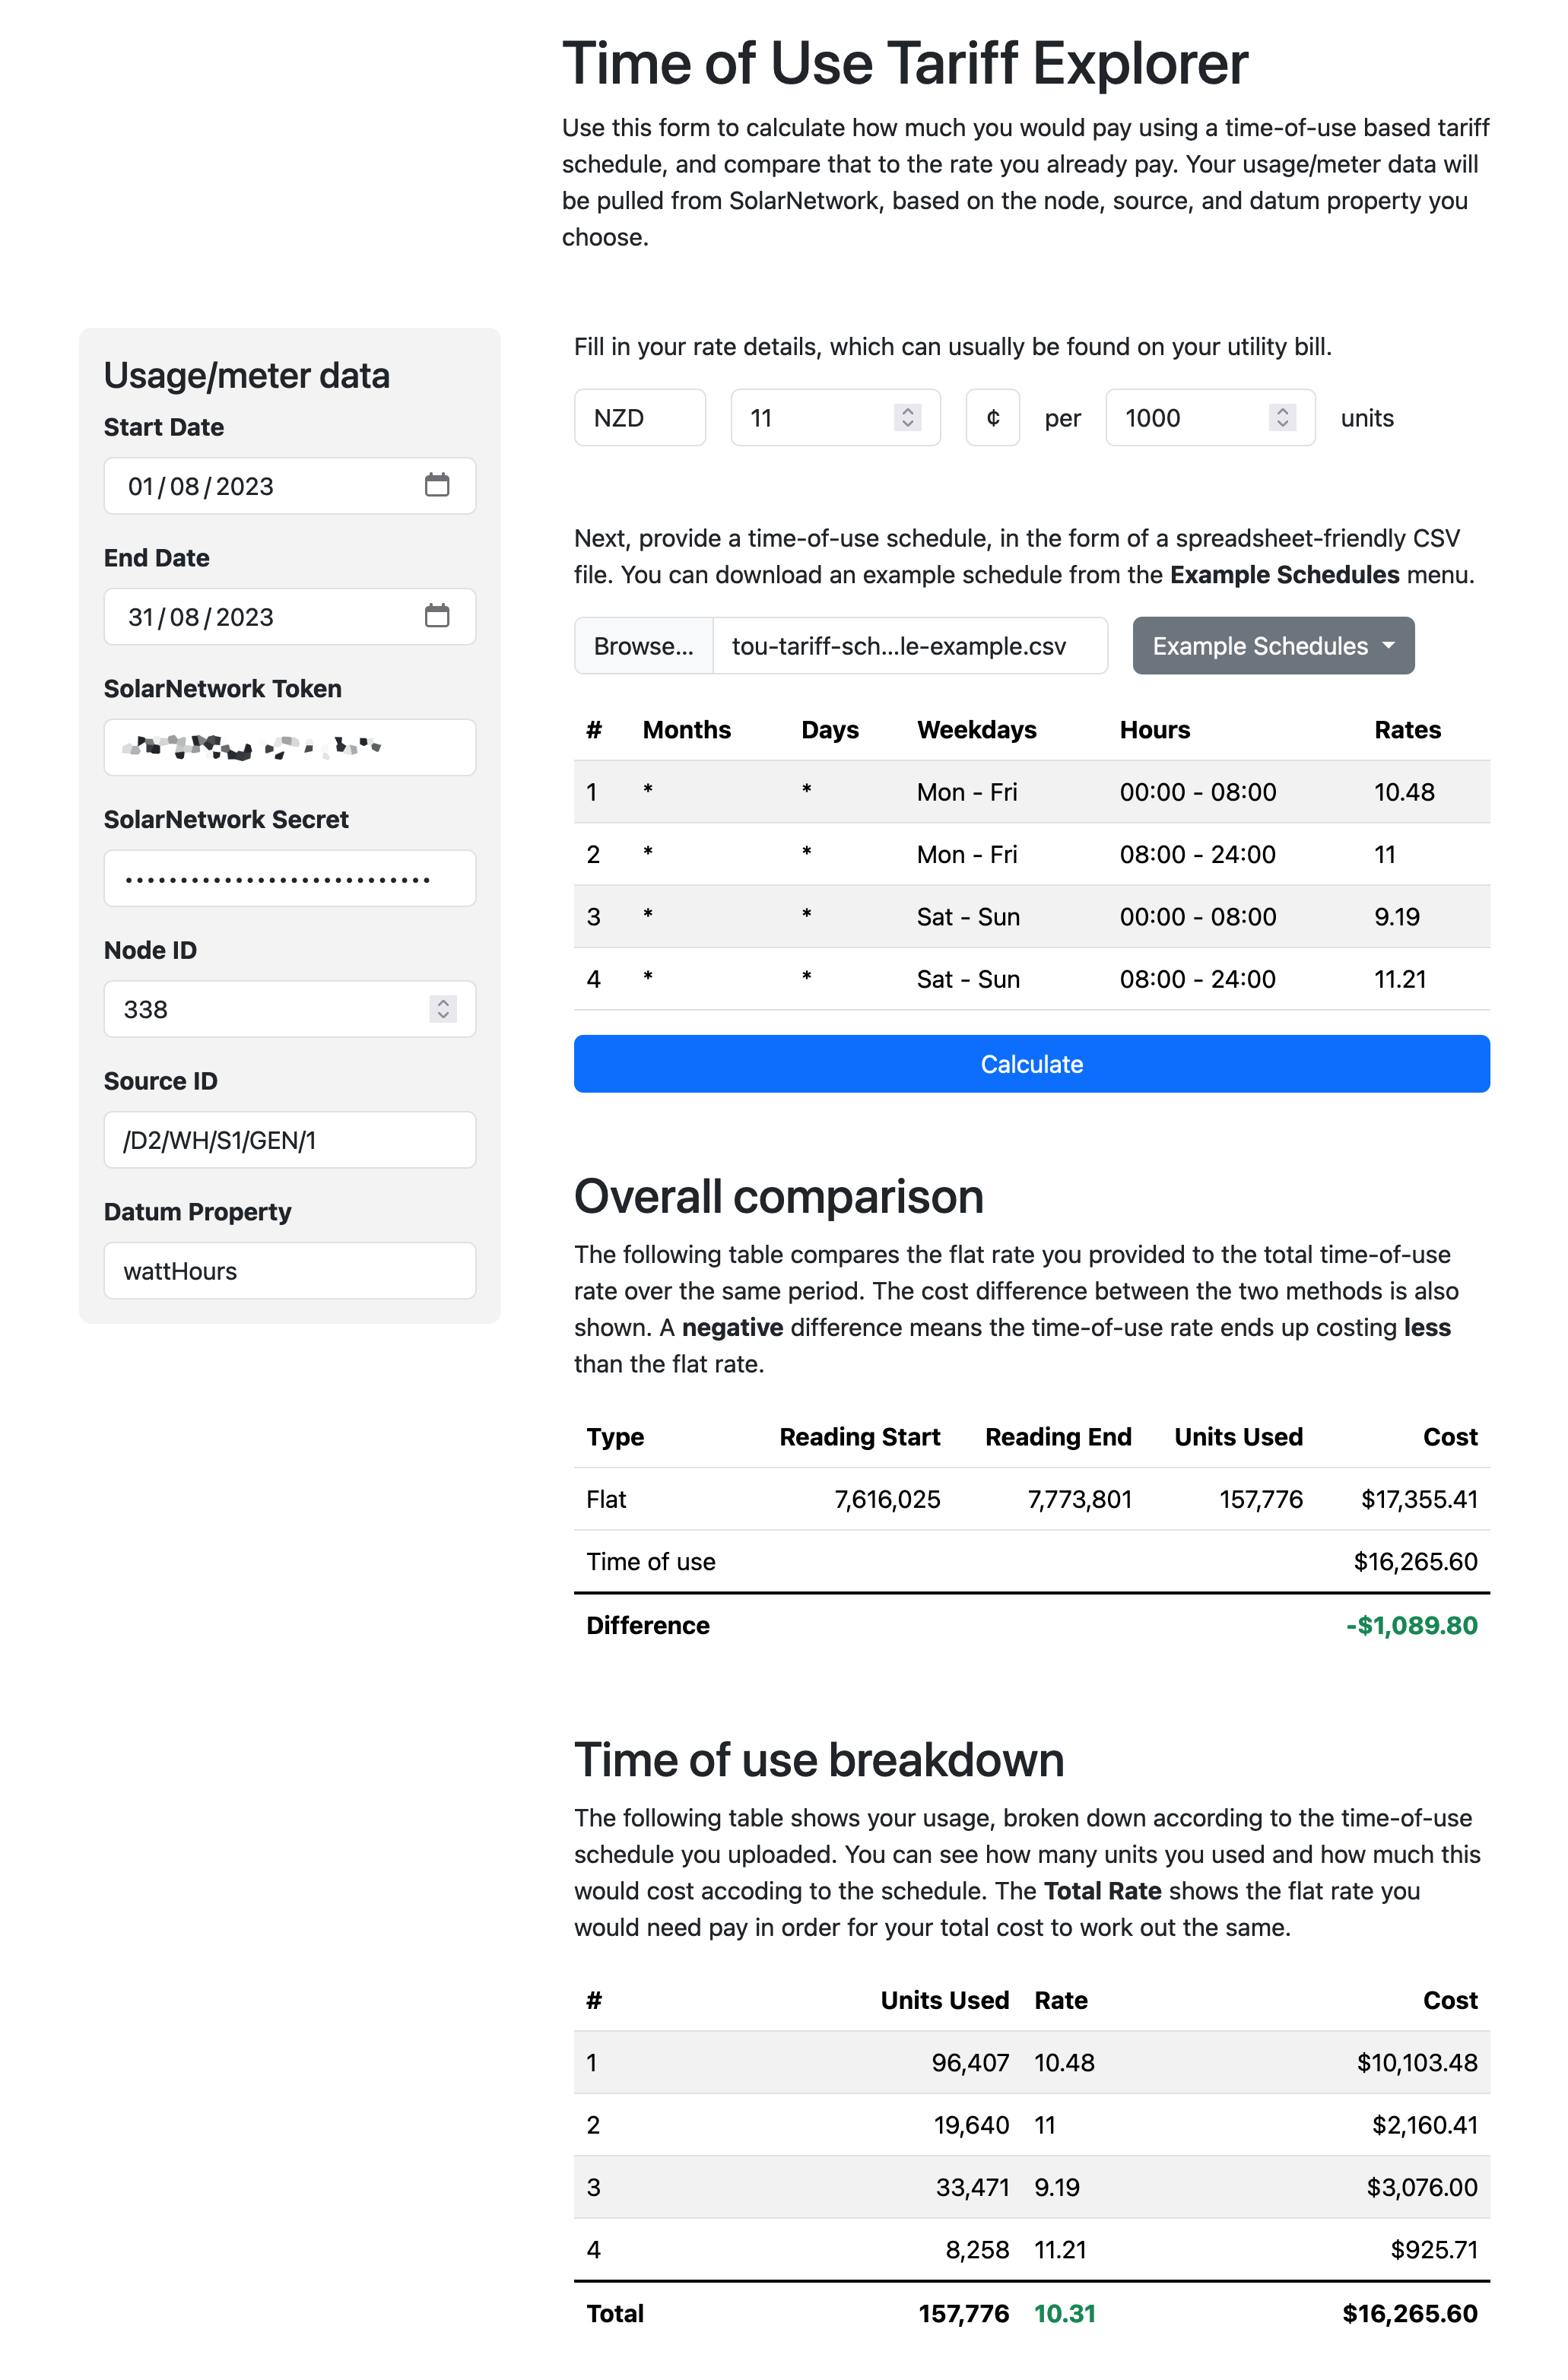 Time of Use Tariff Explorer
Use this form to calculate how much you would pay using a time-of-use based tariff
schedule, and compare that to the rate you already pay. Your usage/meter data will
be pulled from SolarNetwork, based on the node, source, and datum property you
choose.
Usage/meter data
Start Date
01/08/2023
End Date
31/08/2023
SolarNetwork Token
SolarNetwork Secret
Node ID
338
Source ID
/D2/WH/S1/GEN/1
Datum Property
wattHours
Fill in your rate details, which can usually be found on your utility bill.
NZD 11 ¢ per 1000 units
Next, provide a time-of-use schedule, in the form of a spreadsheet-friendly CSV
file. You can download an example schedule from the Example Schedules menu.
Browse... tou-tariff-sch...le-example.csv Example Schedules
# Months Days Weekdays Hours Rates
1 * * Mon - Fri 00:00 - 08:00 10.48
2 * * Mon - Fri 08:00 - 24:00 11
3 * * Sat - Sun 00:00 - 08:00 9.19
4 * * Sat - Sun 08:00 - 24:00 11.21
Calculate
Overall comparison
The following table compares the flat rate you provided to the total time-of-use
rate over the same period. The cost difference between the two methods is also
shown. A negative difference means the time-of-use rate ends up costing less
than the flat rate.
Type Reading Start Reading End Units Used Cost
Flat 7,616,025 7,773,801 157,776 $17,355.41
Time of use $16,265.60
Difference -$1,089.80
Time of use breakdown
The following table shows your usage, broken down according to the time-of-use
schedule you uploaded. You can see how many units you used and how much this
would cost accoding to the schedule. The Total Rate shows the flat rate you
would need pay in order for your total cost to work out the same.
# Units Used Rate Cost
1 96,407 10.48 $10,103.48
2 19,640 11 $2,160.41
3 33,471 9.19 $3,076.00
4 8,258 11.21 $925.71
Total 157,776 10.31 $16,265.60